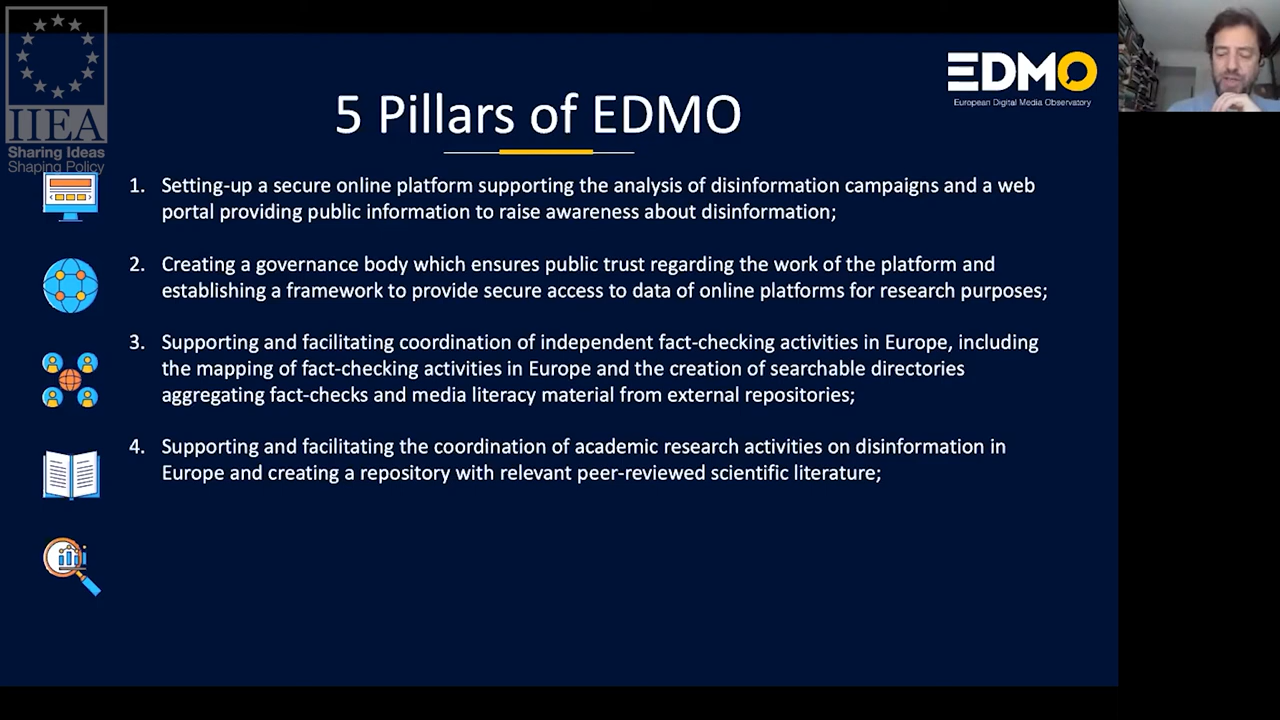 IIEA
Sharing Ideas
Shaping Policy
EDMO
European Digital Media Observatory
5 Pillars of EDMO
1. Setting-up a secure online platform supporting the analysis of disinformation campaigns and a web
portal providing public information to raise awareness about disinformation;
2. Creating a governance body which ensures public trust regarding the work of the platform and
establishing a framework to provide secure access to data of online platforms for research purposes;
3. Supporting and facilitating coordination of independent fact-checking activities in Europe, including
the mapping of fact-checking activities in Europe and the creation of searchable directories
aggregating fact-checks and media literacy material from external repositories;
4. Supporting and facilitating the coordination of academic research activities on disinformation in
Europe and creating a repository with relevant peer-reviewed scientific literature;